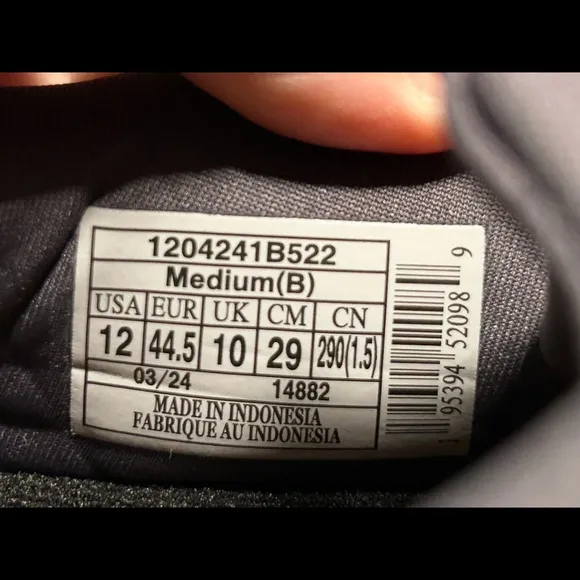 1204241B522
Medium(B)
USA EUR UK CM CN
12 44.5 10 29 290(1.5)
03/24 14882
MADE IN INDONESIA
FABRIQUE AU INDONESIA
1 95394 52098 9